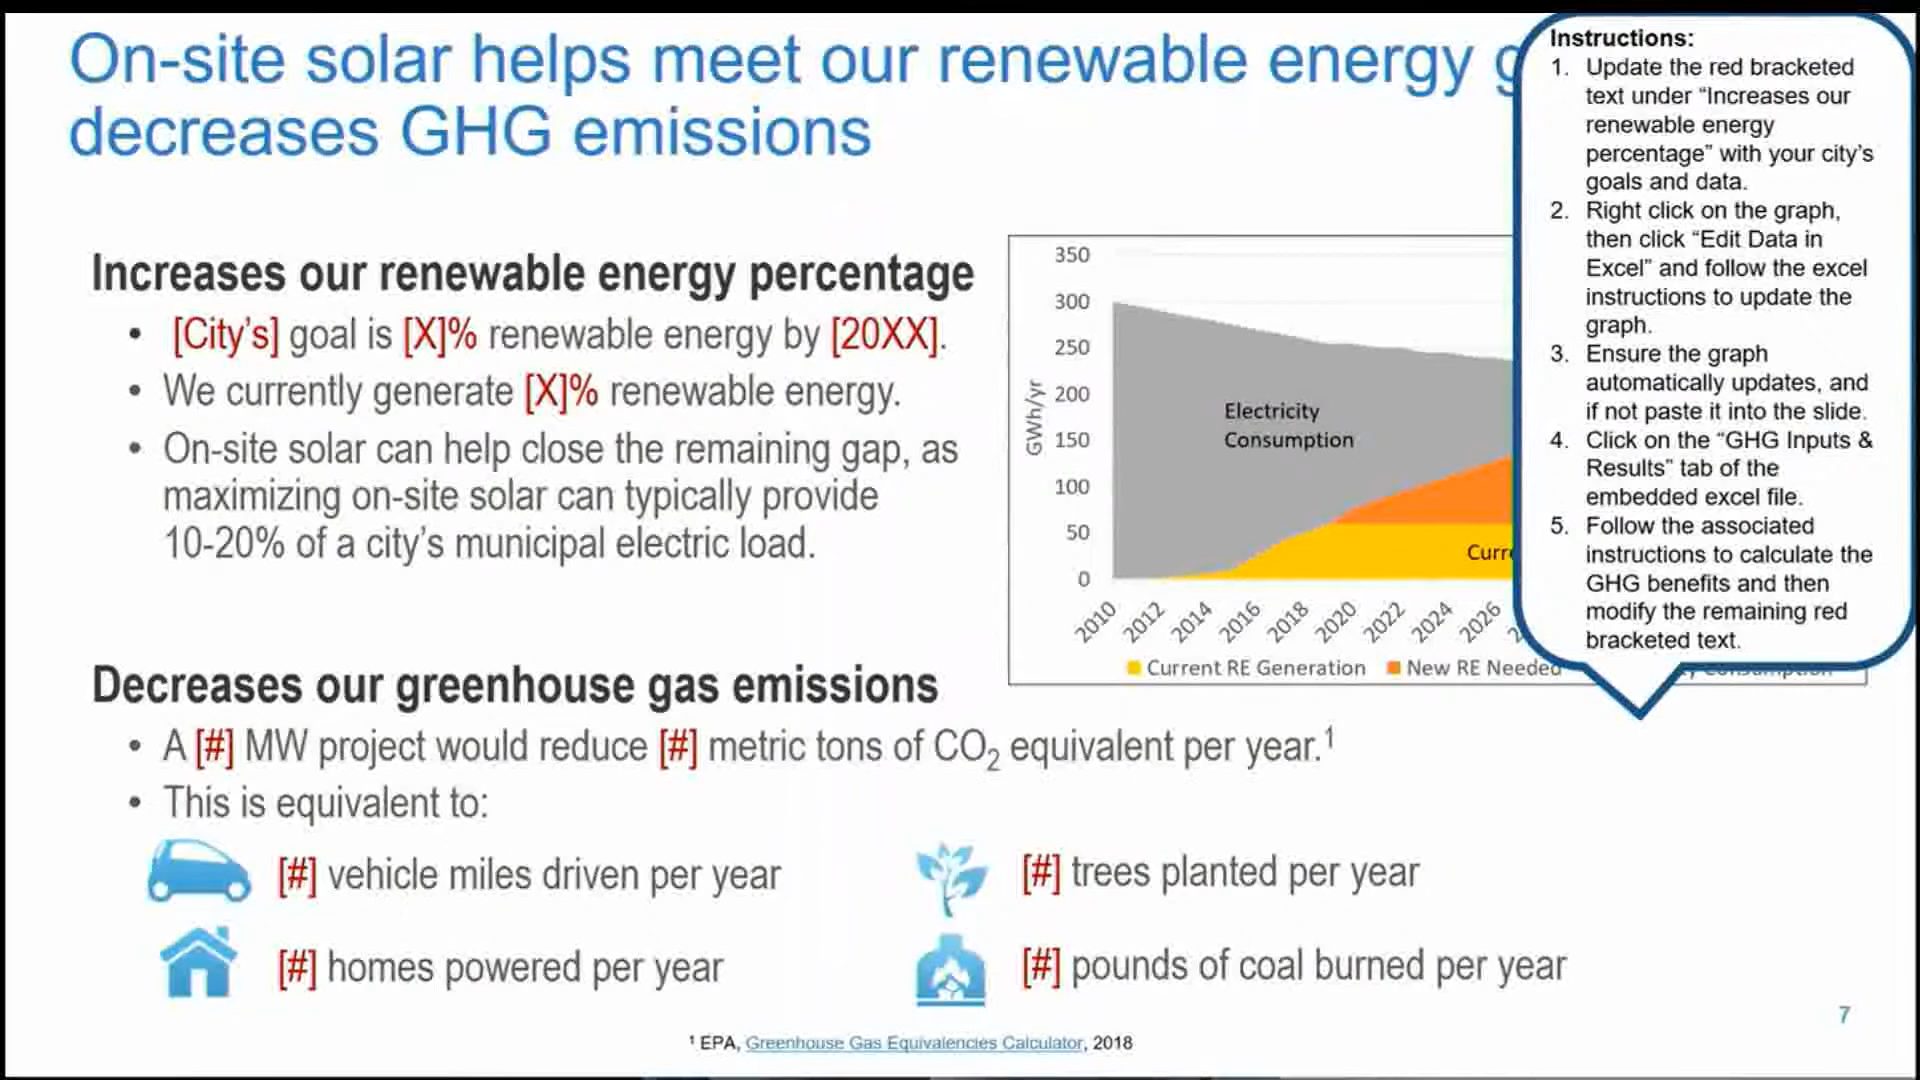 On-site solar helps meet our renewable energy
decreases GHG emissions
Increases our renewable energy percentage
• [City's] goal is [X]% renewable energy by [20XX].
• We currently generate [X]% renewable energy.
• On-site solar can help close the remaining gap, as
maximizing on-site solar can typically provide
10-20% of a city's municipal electric load.
350
300
250
200
150
100
50
0
GWh/yr
Electricity
Consumption
2010
2012
2014
2016
2018
2020
2022
2024
2026
Current RE Generation
New RE Needed
Instructions:
1. Update the red bracketed
text under “Increases our
renewable energy
percentage” with your city's
goals and data.
2. Right click on the graph,
then click “Edit Data in
Excel” and follow the excel
instructions to update the
graph.
3. Ensure the graph
automatically updates, and
if not paste it into the slide.
4. Click on the “GHG Inputs &
Results” tab of the
embedded excel file.
5. Follow the associated
instructions to calculate the
GHG benefits and then
modify the remaining red
bracketed text.
Decreases our greenhouse gas emissions
• A [#] MW project would reduce [#] metric tons of CO₂ equivalent per year.¹
• This is equivalent to:
[#] vehicle miles driven per year
[#] trees planted per year
[#] homes powered per year
[#] pounds of coal burned per year
7
¹ EPA, Greenhouse Gas Equivalencies Calculator, 2018